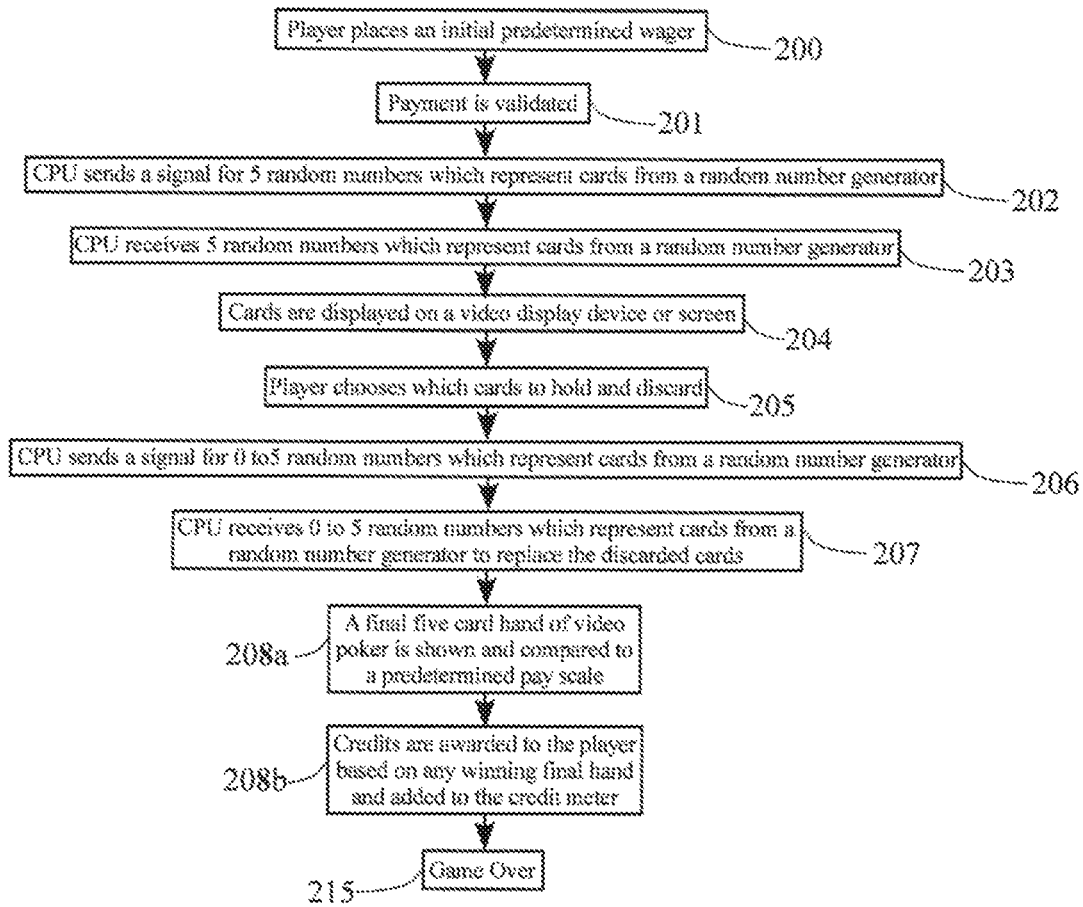 Player places an initial predetermined wager
200
Payment is validated
201
CPU sends a signal for 5 random numbers which represent cards from a random number generator
202
CPU receives 5 random numbers which represent cards from a random number generator
203
Cards are displayed on a video display device or screen
204
Player chooses which cards to hold and discard
205
CPU sends a signal for 0 to5 random numbers which represent cards from a random number generator
206
CPU receives 0 to 5 random numbers which represent cards from a
random number generator to replace the discarded cards
207
A final five card hand of video
poker is shown and compared to
a predetermined pay scale
208a
Credits are awarded to the player
based on any winning final hand
and added to the credit meter
208b
Game Over
215